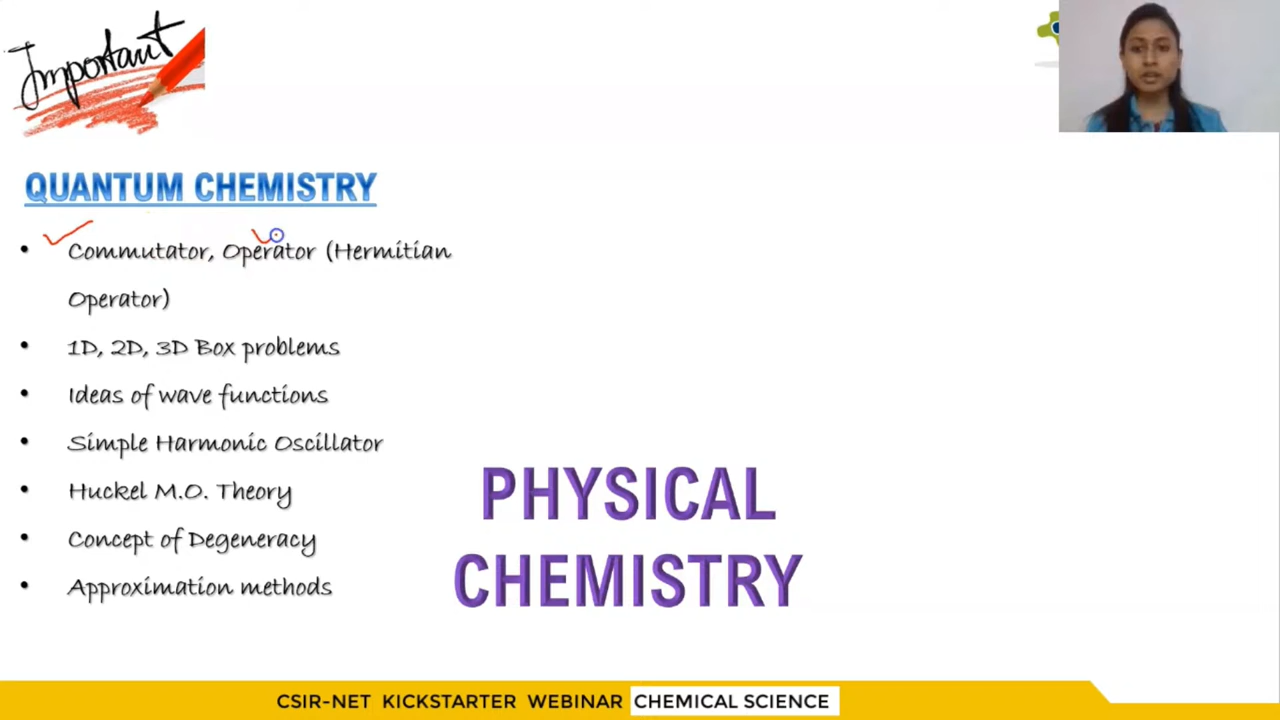 Important
QUANTUM CHEMISTRY
• Commutator, Operator (Hermitian
Operator)
• 1D, 2D, 3D Box problems
• Ideas of wave functions
• Simple Harmonic Oscillator
• Huckel M.O. Theory
• Concept of Degeneracy
• Approximation methods
PHYSICAL
CHEMISTRY
CSIR-NET KICKSTARTER WEBINAR CHEMICAL SCIENCE